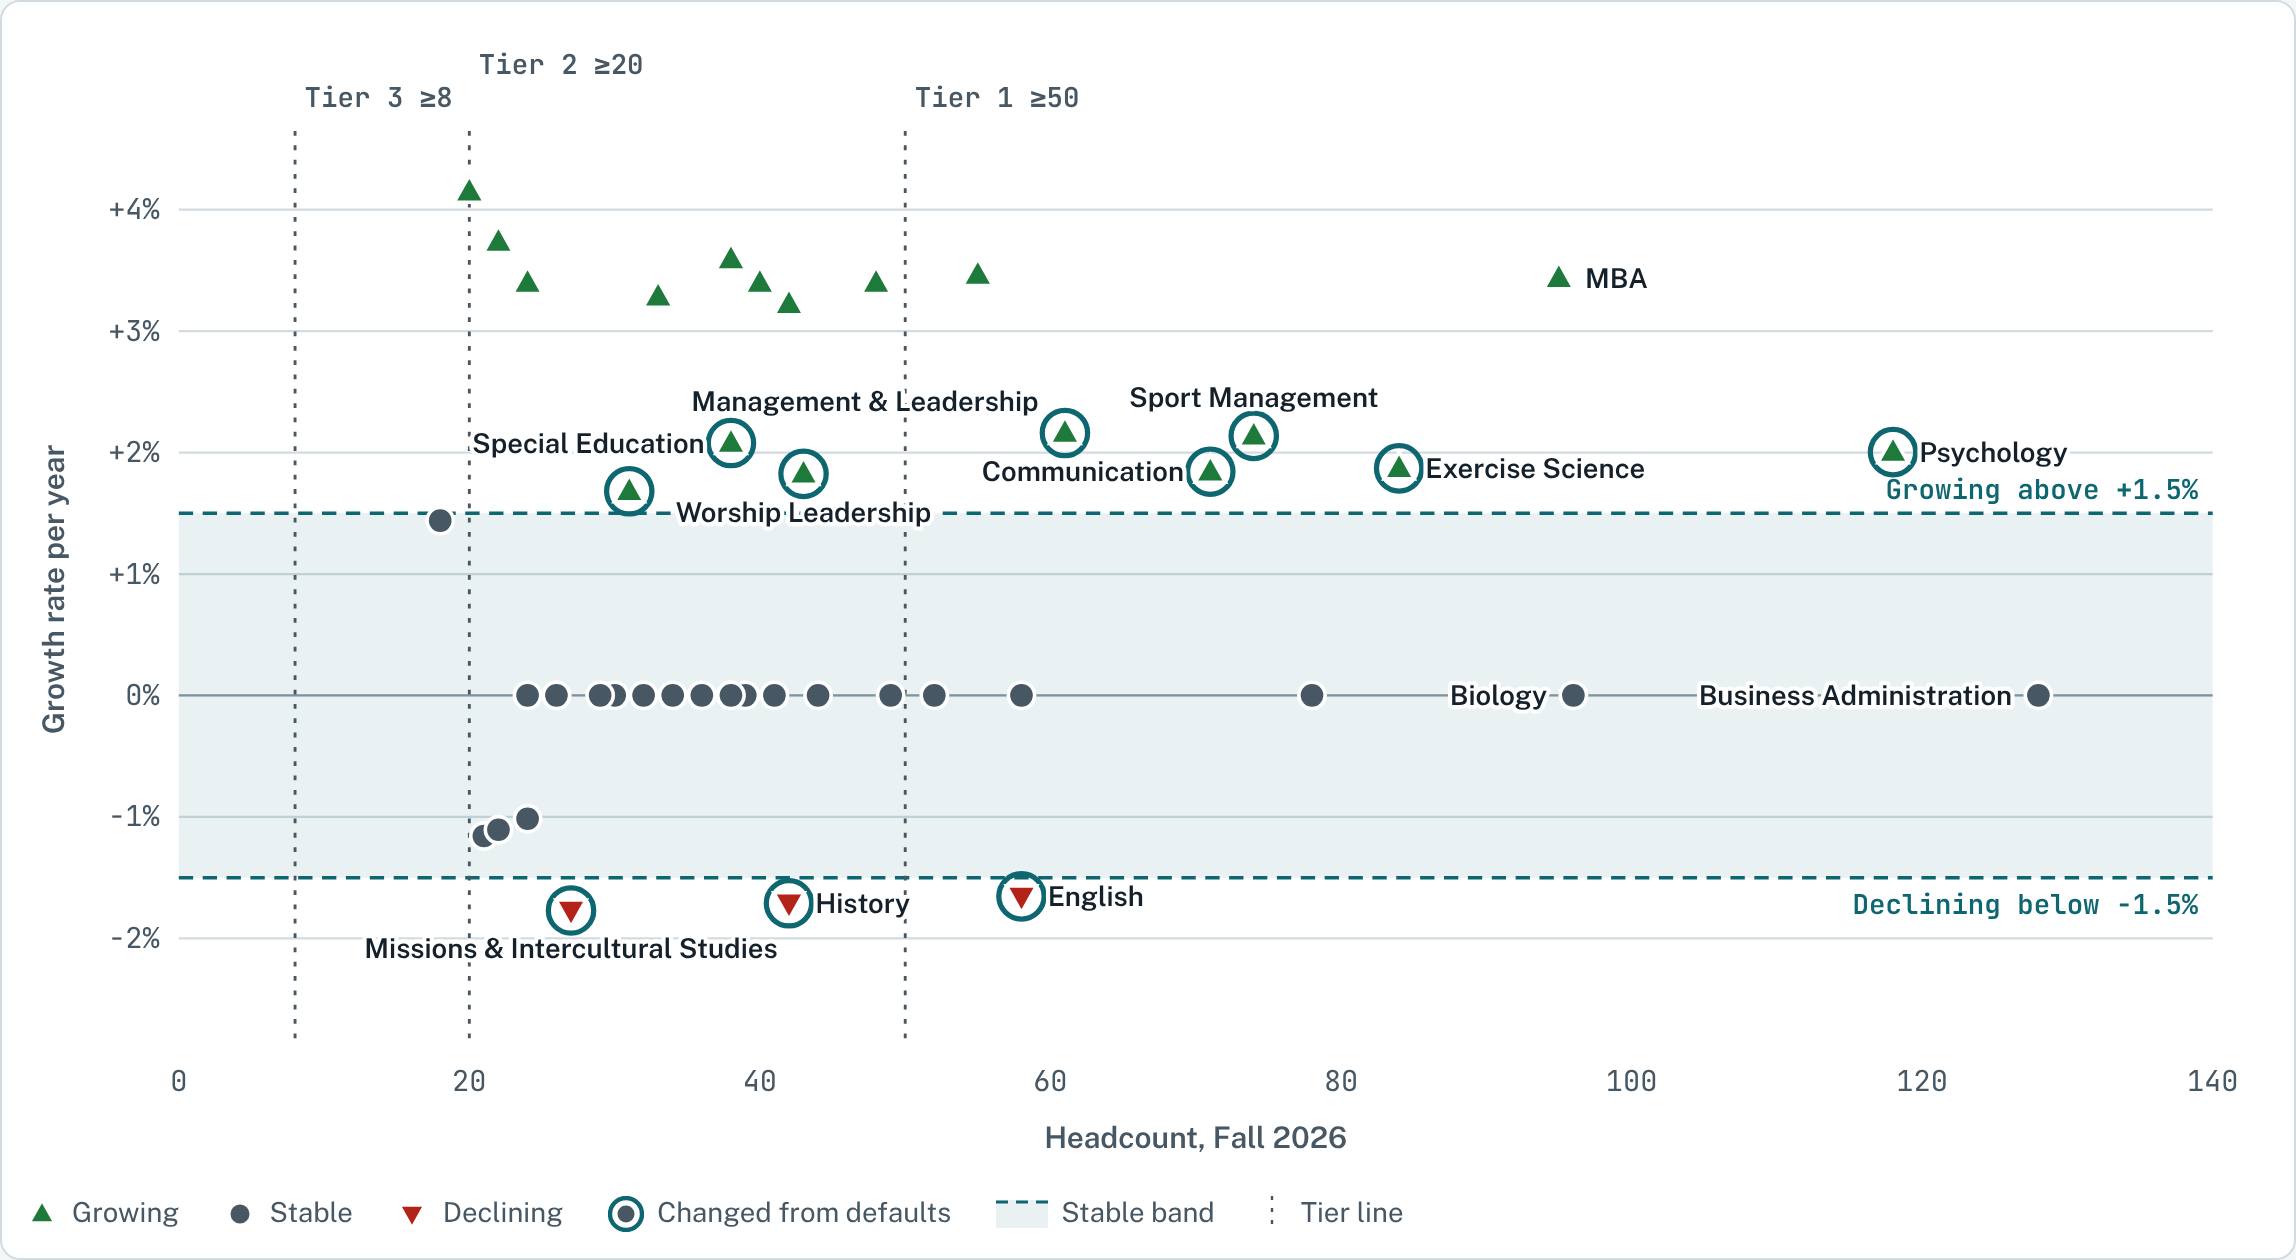 Tier 2 ≥20
Tier 3 ≥8
Tier 1 ≥50
+4%
MBA
+3%
Sport Management
Management & Leadership
Special Education
+2%
Psychology
Exercise Science
Communication
Growing above +1.5%
Worship Leadership
+1%
Growth rate per year
0%
Biology
Business Administration
-1%
English
History
Declining below -1.5%
-2%
Missions & Intercultural Studies
0 20 40 60 80 100 120 140
Headcount, Fall 2026
Growing Stable Declining Changed from defaults Stable band Tier line